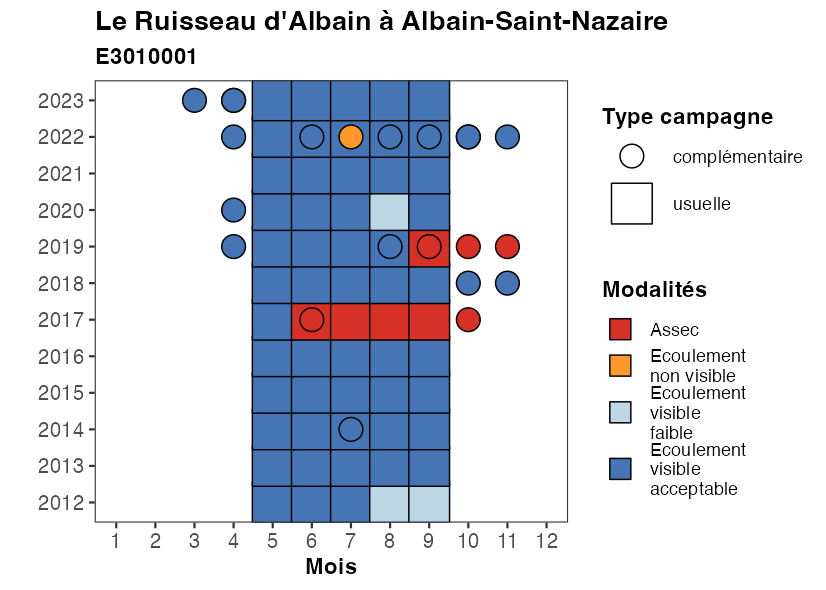 Le Ruisseau d'Albain à Albain-Saint-Nazaire
E3010001
2023
2022
2021
2020
2019
2018
2017
2016
2015
2014
2013
2012
1 2 3 4 5 6 7 8 9 10 11 12
Mois
Type campagne
complémentaire
usuelle
Modalités
Assec
Ecoulement
non visible
Ecoulement
visible
faible
Ecoulement
visible
acceptable